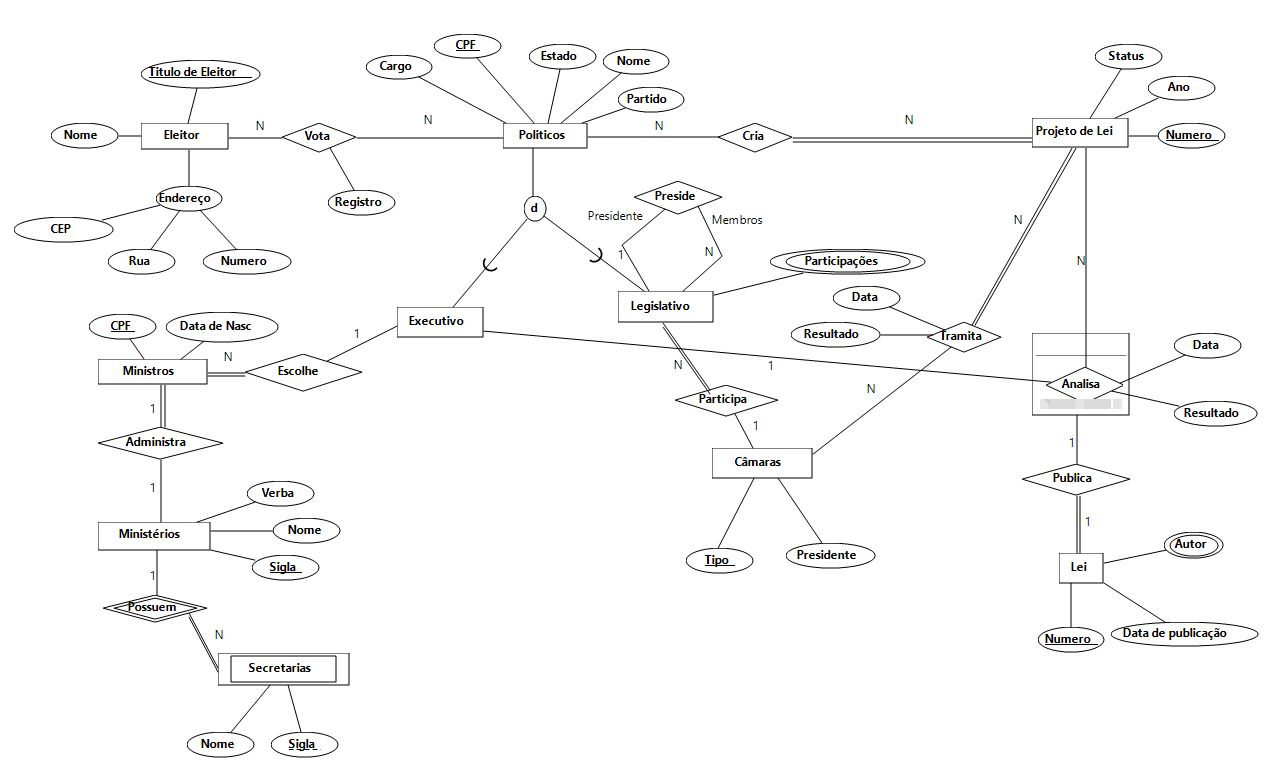 CPF
Status
Cargo
Estado
Nome
Titulo de Eleitor
Ano
Partido
N
N
N
N
Nome
Eleitor
Vota
Politicos
Cria
Projeto de Lei
Numero
Endereço
Registro
d
Preside
Presidente
Membros
N
CEP
1
N
Rua
Numero
Participações
N
Data
Legislativo
CPF
Data de Nasc
Executivo
1
Resultado
Tramita
Data
N
Ministros
Escolhe
N
1
Analisa
N
1
Participa
Resultado
1
Administra
1
Câmaras
1
Publica
1
Verba
Ministérios
Nome
1
Autor
Sigla
Tipo
Presidente
Lei
1
Possuem
N
Numero
Data de publicação
Secretarias
Nome
Sigla